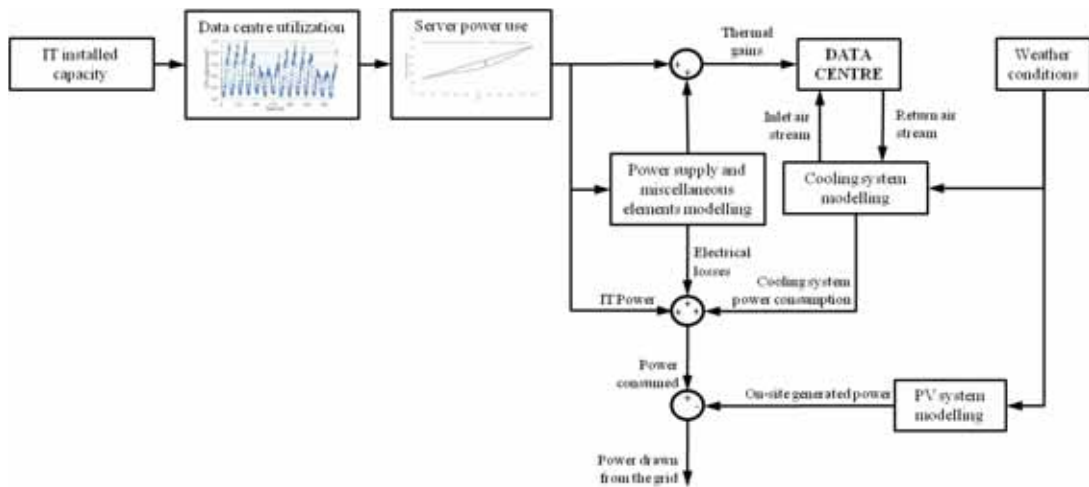 IT installed
capacity
Data centre utilization
Server power use
Thermal
gains
DATA
CENTRE
Weather
conditions
Inlet air
stream
Return air
stream
Power supply and
miscellaneous
elements modelling
Cooling system
modelling
Electrical
losses
IT Power
Cooling system
power consumption
Power
consumed
On-site generated power
PV system
modelling
Power drawn
from the grid